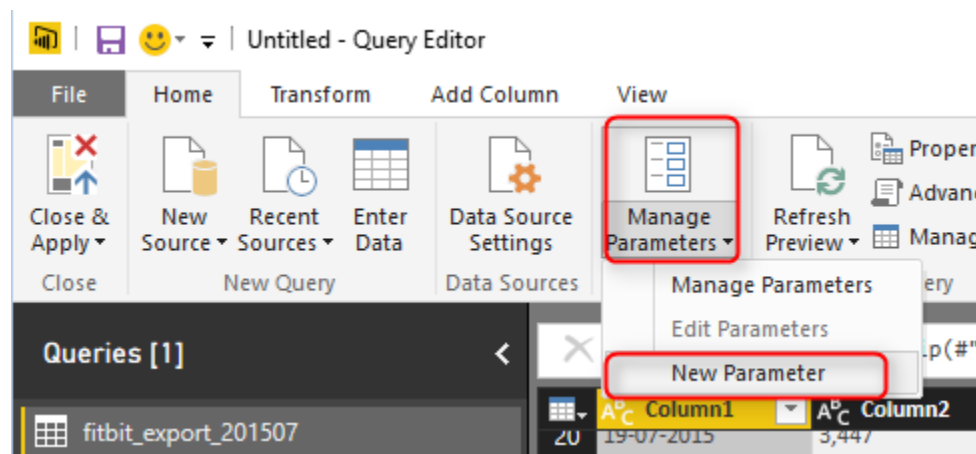 Untitled - Query Editor
File Home Transform Add Column View
Close & Apply
New Source
Recent Sources
Enter Data
Data Source Settings
Manage Parameters
Refresh Preview
Close
New Query
Data Sources
Manage Parameters
Edit Parameters
New Parameter
Queries [1]
fitbit_export_201507
ABC Column1
ABC Column2
20 19-07-2015 3,447